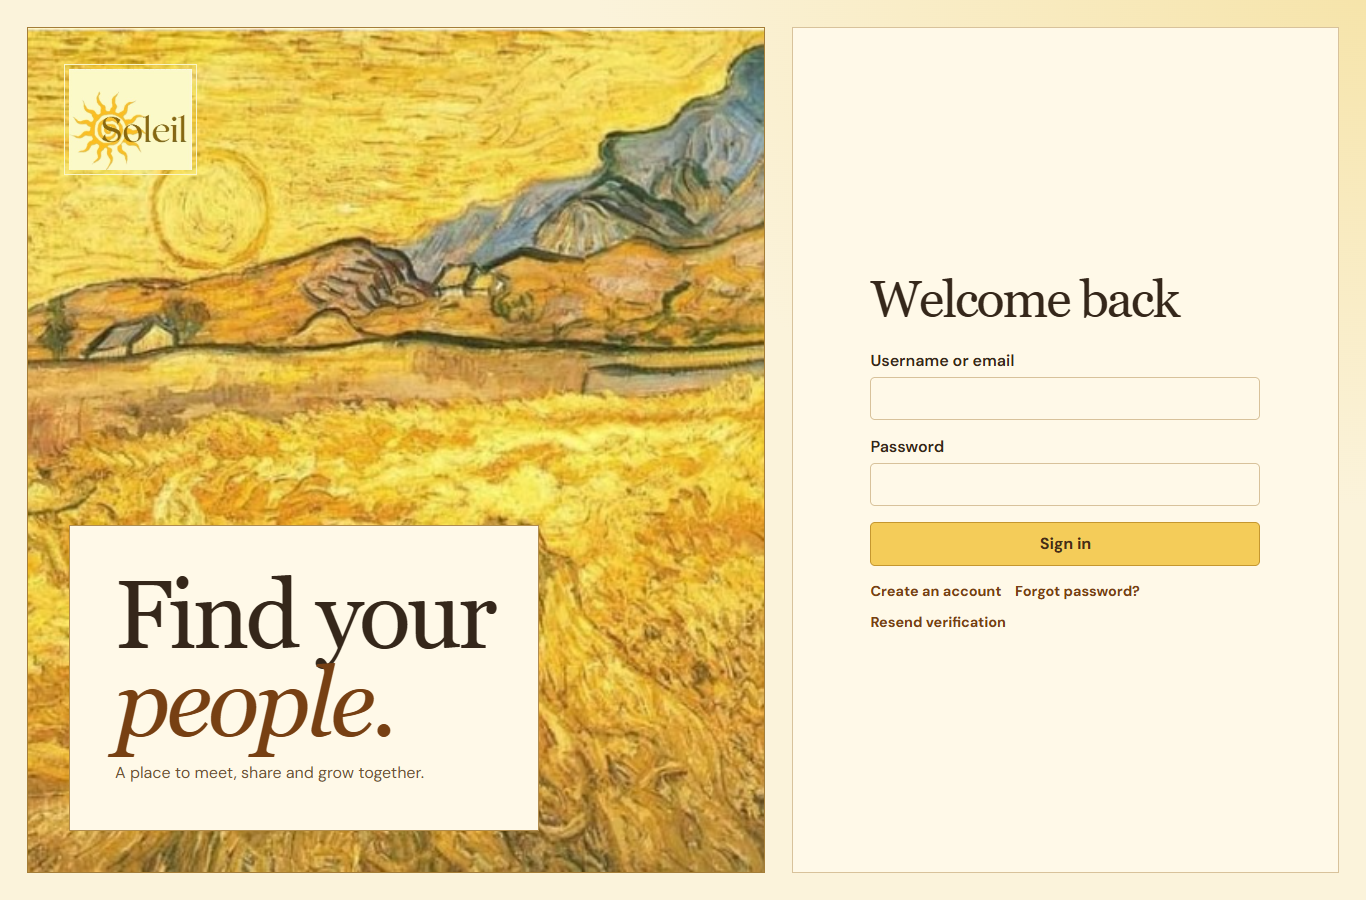 Soleil
Find your
people.
A place to meet, share and grow together.
Welcome back
Username or email
Password
Sign in
Create an account Forgot password?
Resend verification